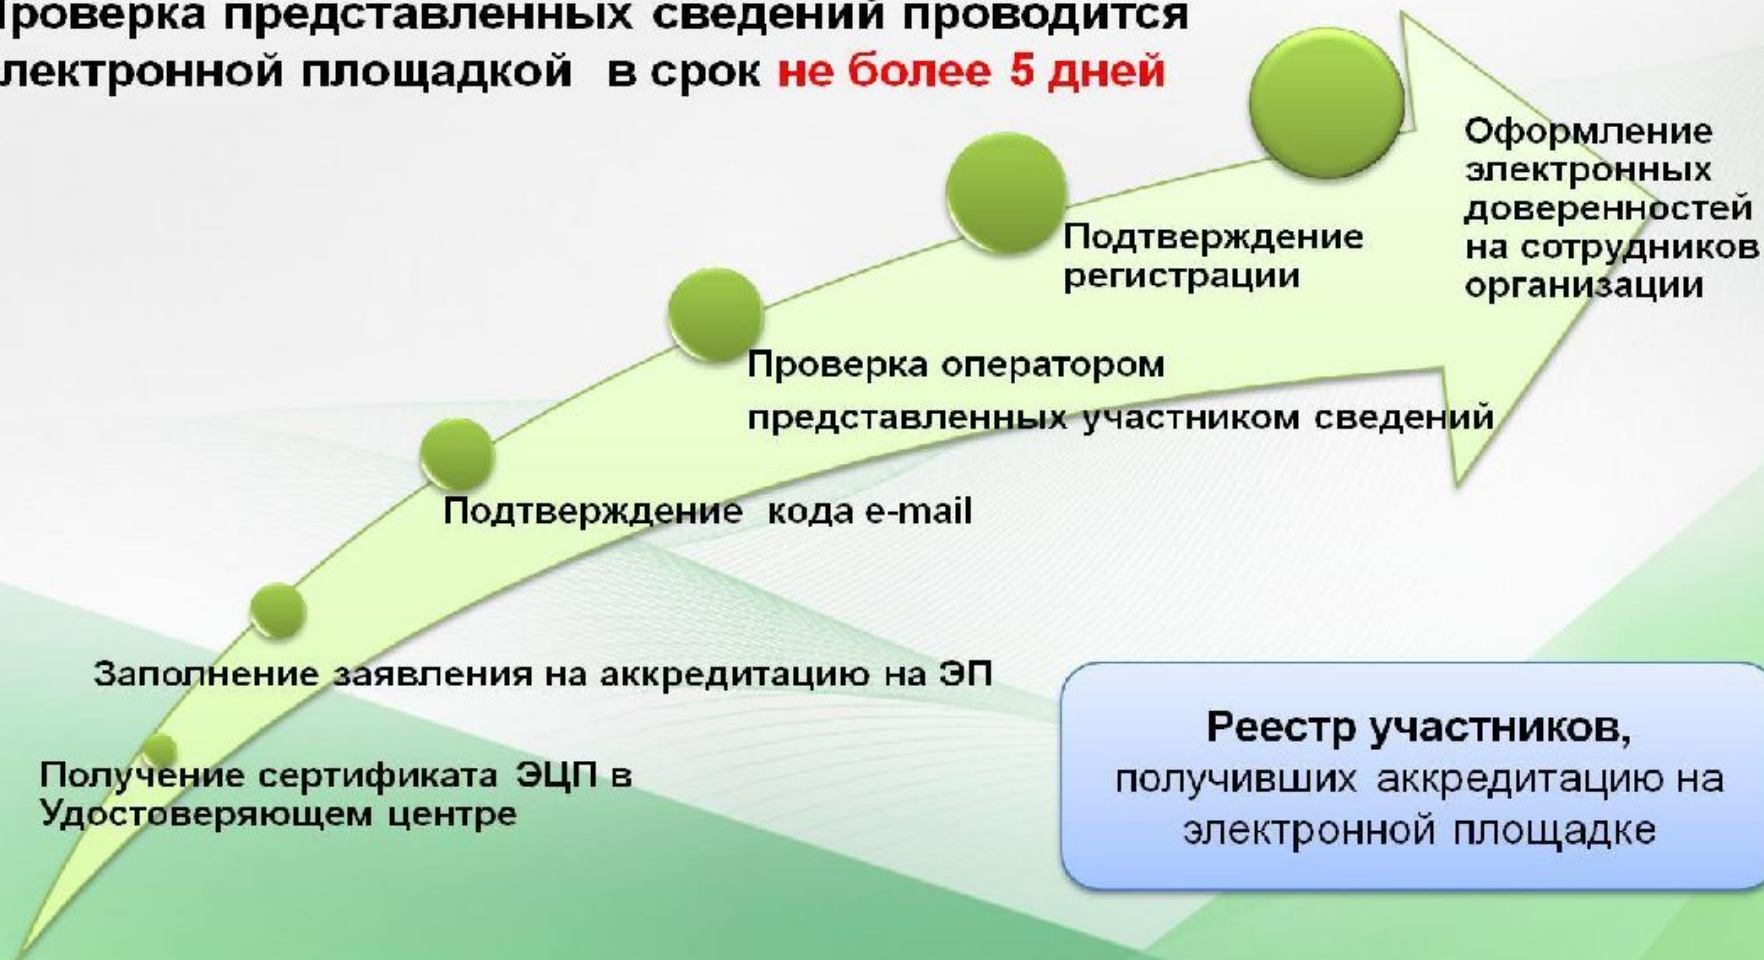 Проверка представленных сведений проводится
электронной площадкой в срок не более 5 дней
Оформление
электронных
доверенностей
на сотрудников
организации
Подтверждение
регистрации
Проверка оператором
представленных участником сведений
Подтверждение кода e-mail
Заполнение заявления на аккредитацию на ЭП
Получение сертификата ЭЦП в
Удостоверяющем центре
Реестр участников,
получивших аккредитацию на
электронной площадке